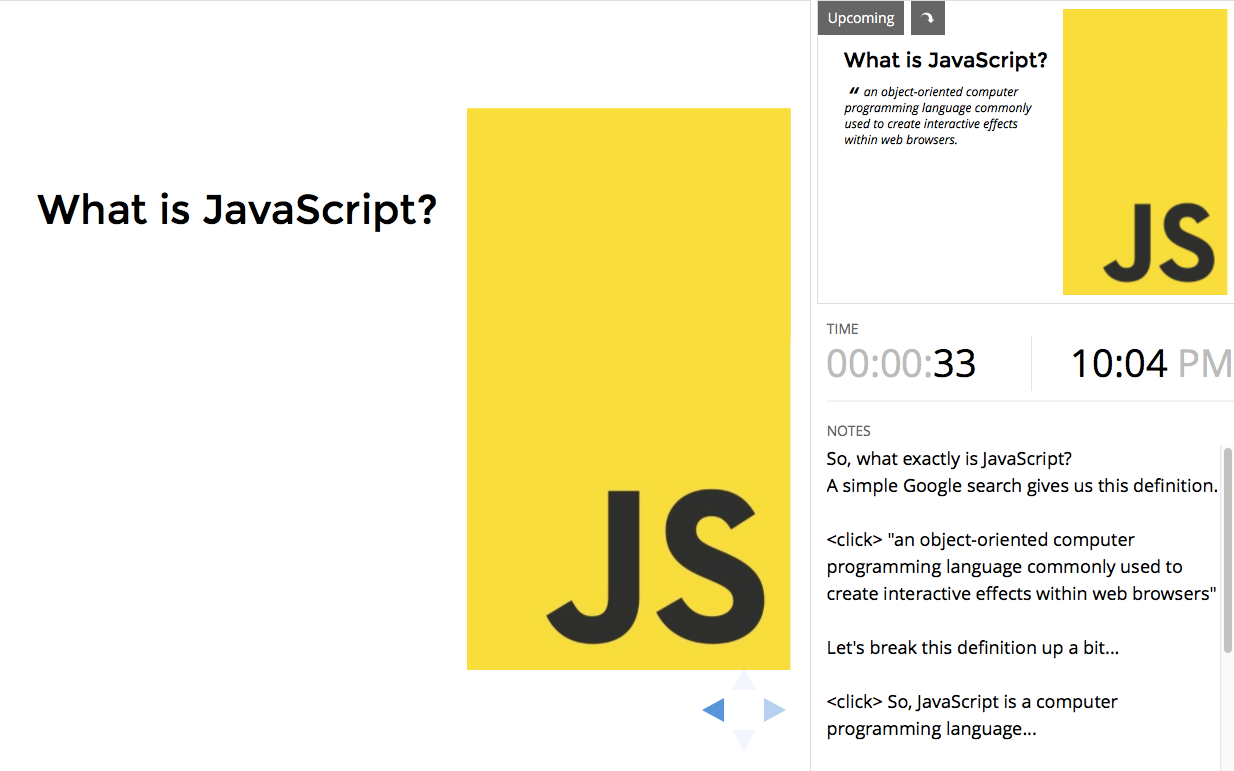 What is JavaScript?
JS
Upcoming
What is JavaScript?
“ an object-oriented computer
programming language commonly
used to create interactive effects
within web browsers.
JS
TIME
00:00:33 10:04 PM
NOTES
So, what exactly is JavaScript?
A simple Google search gives us this definition.
<click> "an object-oriented computer
programming language commonly used to
create interactive effects within web browsers"
Let's break this definition up a bit...
<click> So, JavaScript is a computer
programming language...